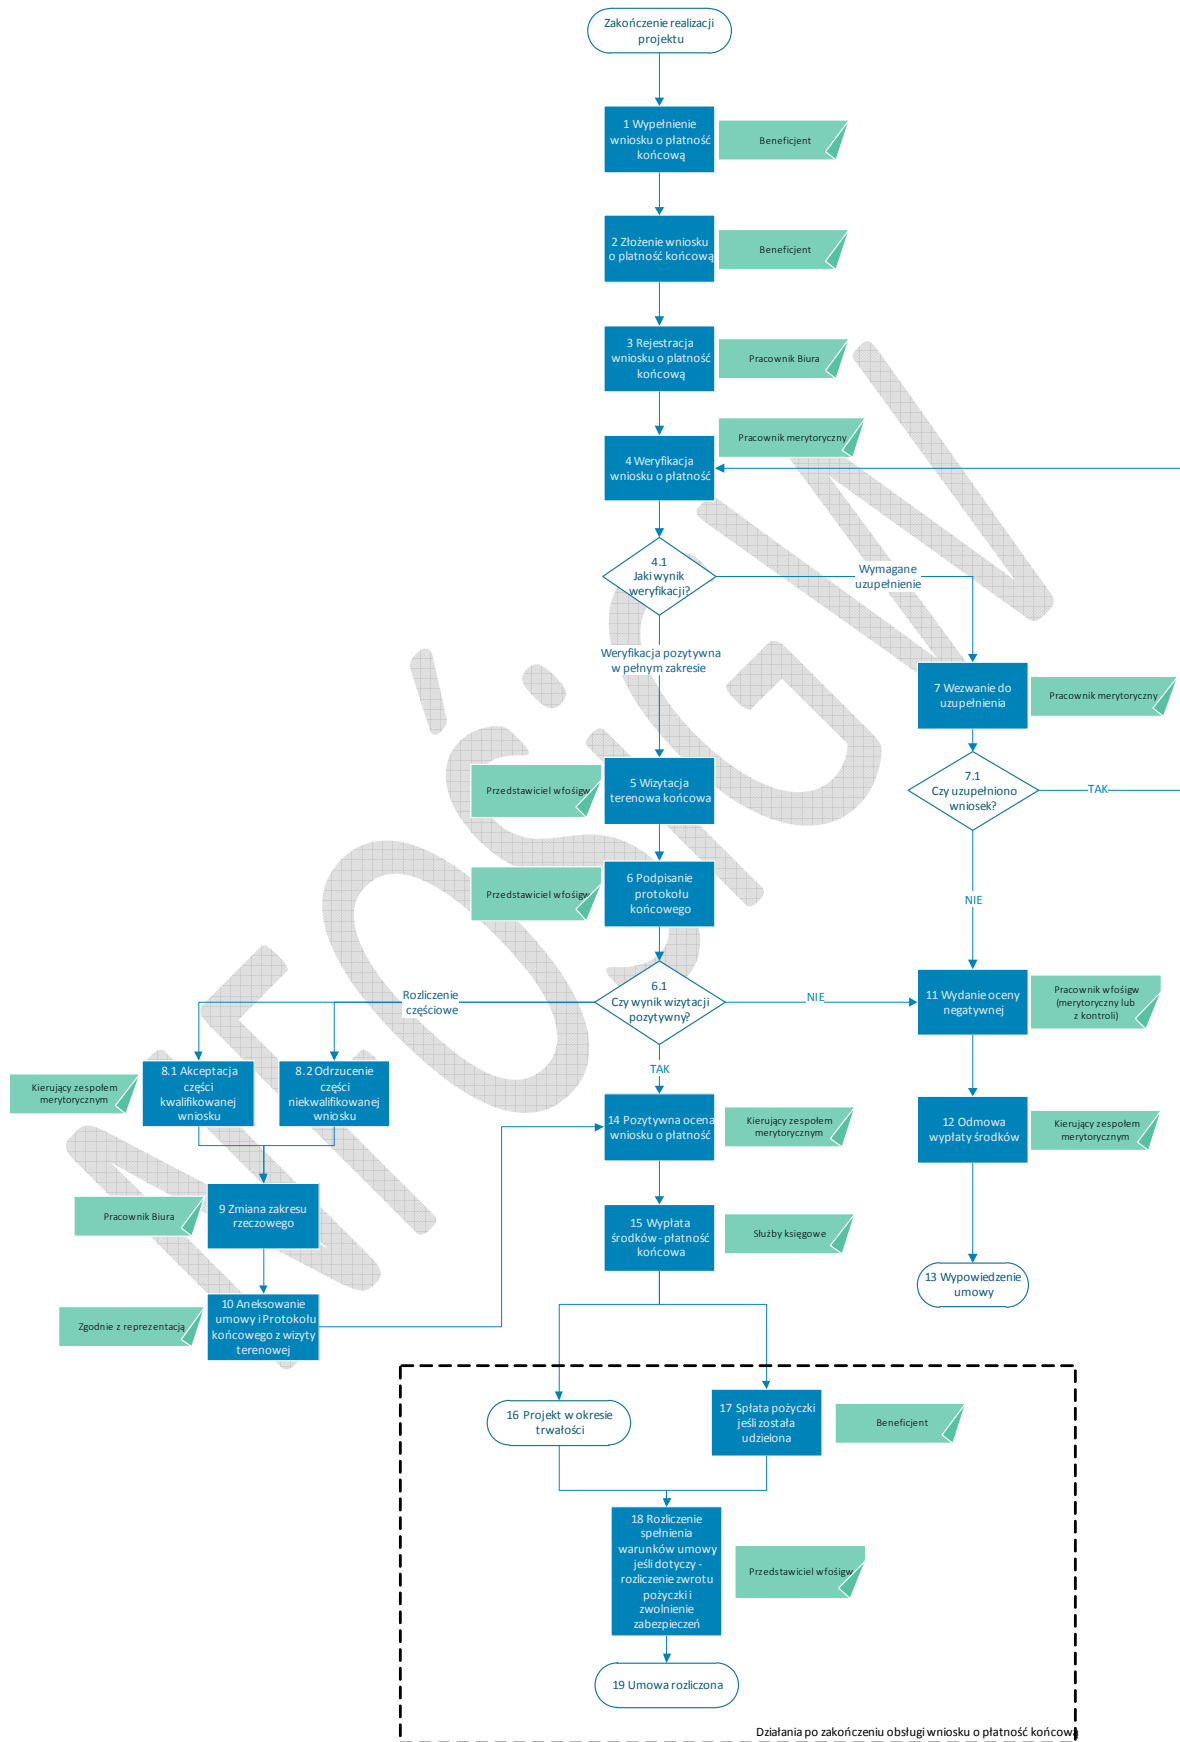 Zakończenie realizacji
projektu
1 Wypełnienie
wniosku o płatność
końcową
Beneficjent
2 Złożenie wniosku
o platność końcową
Beneficjent
3 Rejestracja
wniosku o platność
końcową
Pracownik Biura
4 Weryfikacja
wniosku o płatność
Pracownik merytoryczny
4.1
Jaki wynik
weryfikacji?
Wymagane
uzupełnienie
Weryfikacja pozytywna
w pełnym zakresie
7 Wezwanie do
uzupełnienia
Pracownik merytoryczny
5 Wizytacja
terenowa końcowa
Przedstawiciel wfośigw
7.1
Czy uzupełniono
wniosek?
TAK
6 Podpisanie
protokołu
końcowego
Przedstawiciel wfośigw
NIE
6.1
Czy wynik wizytacji
pozytywny?
Rozliczenie
częściowe
NIE
11 Wydanie oceny
negatywnej
Pracownik wfośigw
(merytoryczny lub
z kontroli)
TAK
8.1 Akceptacja
części
kwalifikowanej
wniosku
Kierujący zespołem
merytorycznym
8.2 Odrzucenie
części
niekwalifikowanej
wniosku
14 Pozytywna ocena
wniosku o płatność
Kierujący zespołem
merytorycznym
12 Odmowa
wypłaty środków
Kierujący zespołem
merytorycznym
9 Zmiana zakresu
rzeczowego
Pracownik Biura
15 Wypłata
środków - płatność
końcowa
Służby księgowe
13 Wypowiedzenie
umowy
10 Aneksowanie
umowy i Protokołu
końcowego z wizyty
terenowej
Zgodnie z reprezentacją
16 Projekt w okresie
trwałości
17 Spłata pożyczki
jeśli została
udzielona
Beneficjent
18 Rozliczenie
spełnienia
warunków umowy
jeśli dotyczy -
rozliczenie zwrotu
pożyczki i
zwolnienie
zabezpieczeń
Przedstawiciel wfośigw
19 Umowa rozliczona
Działania po zakończeniu obsługi wniosku o płatność końcową
NFOŚiGW